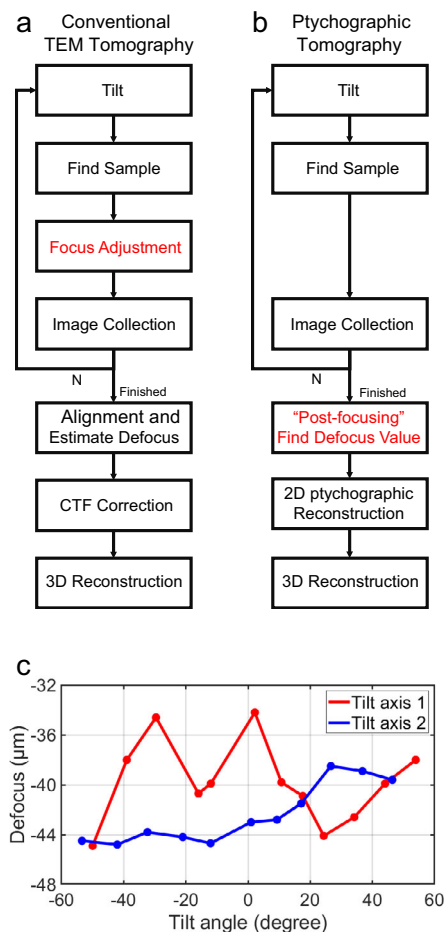 a
Conventional
TEM Tomography
Tilt
Find Sample
Focus Adjustment
Image Collection
N
Finished
Alignment and
Estimate Defocus
CTF Correction
3D Reconstruction
b
Ptychographic
Tomography
Tilt
Find Sample
Image Collection
N
Finished
“Post-focusing”
Find Defocus Value
2D ptychographic
Reconstruction
3D Reconstruction
c
Defocus (μm)
-32
-36
-40
-44
-48
-60
-40
-20
0
20
40
60
Tilt angle (degree)
Tilt axis 1
Tilt axis 2